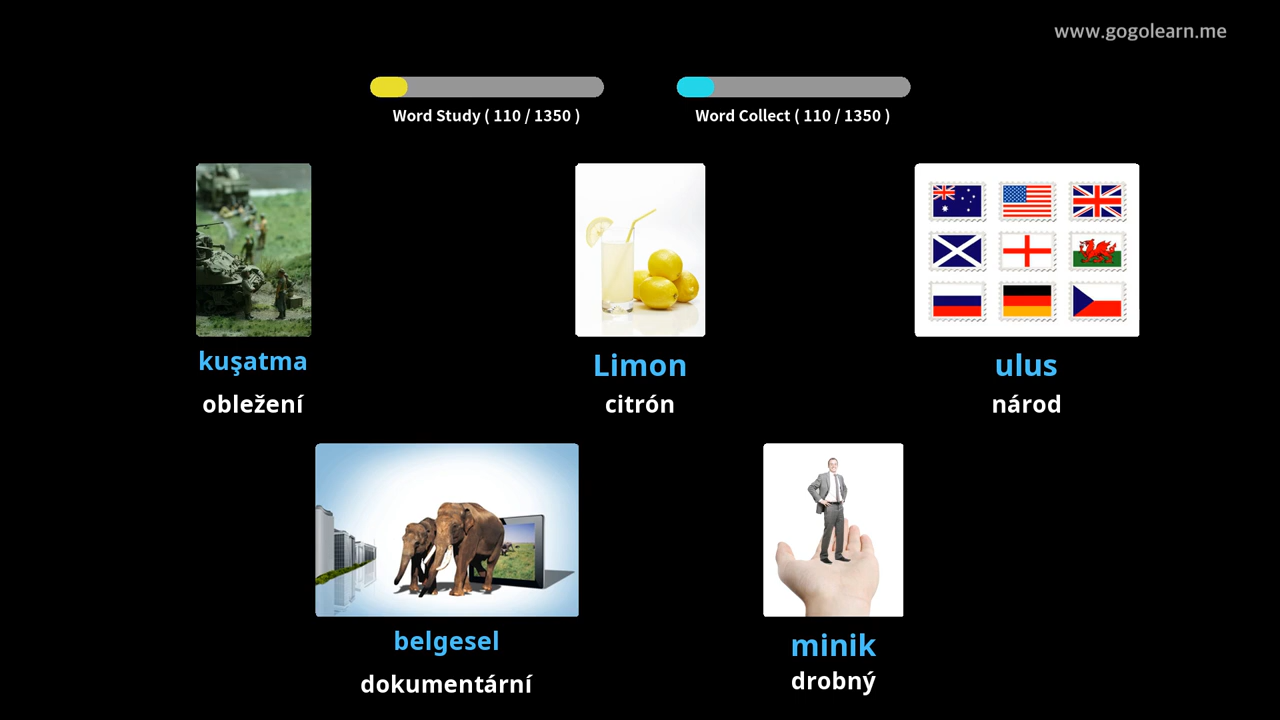 www.gogolearn.me
Word Study ( 110 / 1350 )
Word Collect ( 110 / 1350 )
kuşatma
obležení
Limon
citrón
ulus
národ
belgesel
dokumentární
minik
drobný